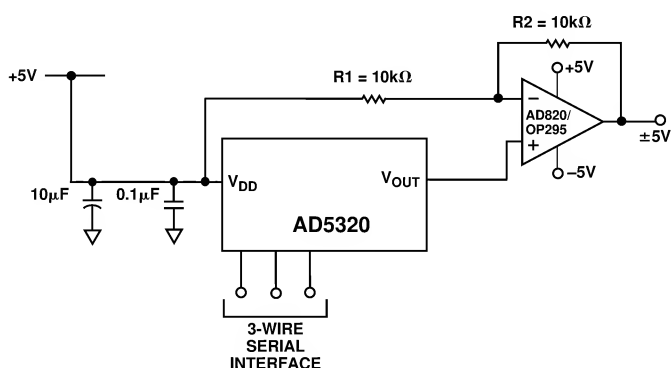 R2 = 10kΩ
+5V
R1 = 10kΩ
+5V
−
AD820/
OP295
+
±5V
−5V
10μF
0.1μF
VDD
VOUT
AD5320
3-WIRE
SERIAL
INTERFACE